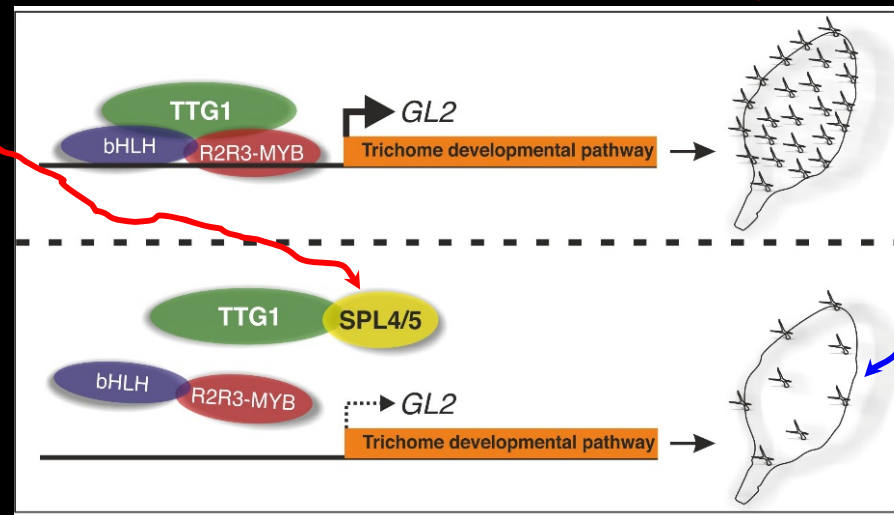 TTG1
bHLH
R2R3-MYB
GL2
Trichome developmental pathway
TTG1
SPL4/5
bHLH
R2R3-MYB
GL2
Trichome developmental pathway